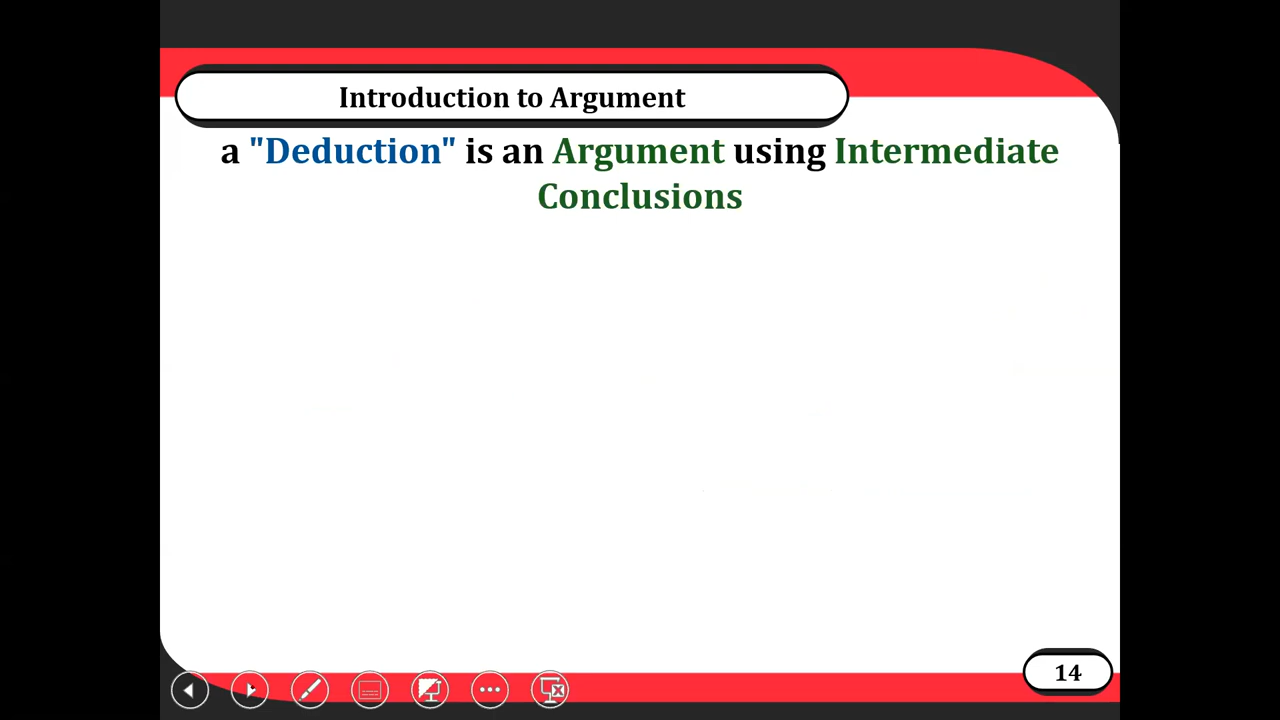 Introduction to Argument
a "Deduction" is an Argument using Intermediate
Conclusions
14